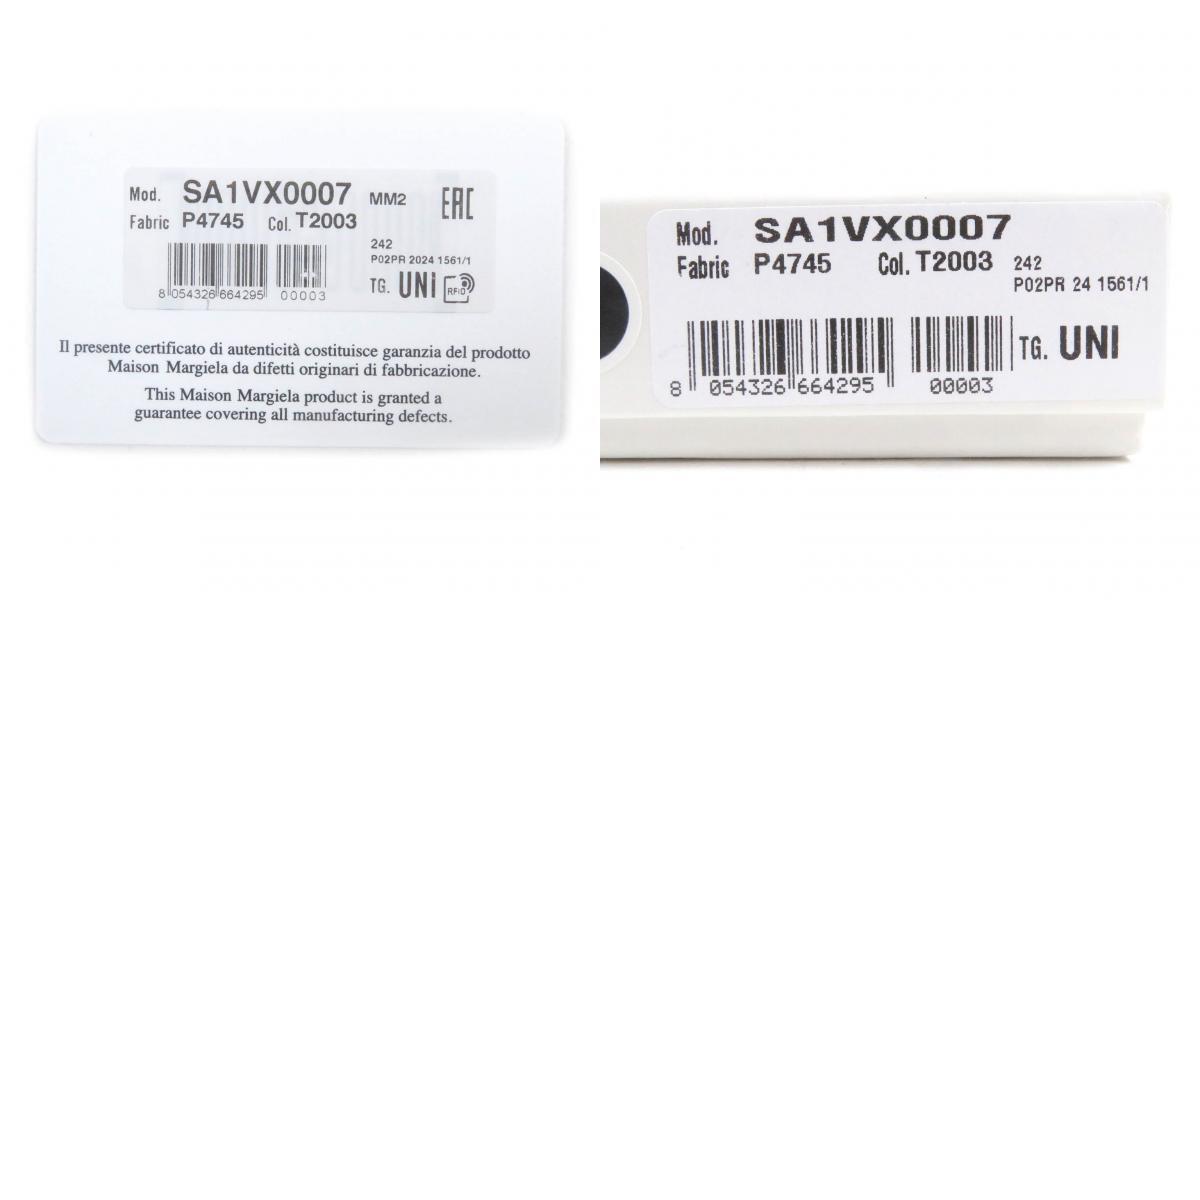 Mod. SA1VX0007 MM2 EAC
Fabric P4745 Col. T2003
242
P02PR 2024 1561/1
TG. UNI RFID
8 054326 664295 00003
Il presente certificato di autenticità costituisce garanzia del prodotto
Maison Margiela da difetti originari di fabbricazione.
This Maison Margiela product is granted a
guarantee covering all manufacturing defects.
Mod. SA1VX0007
Fabric P4745 Col. T2003 242
P02PR 24 1561/1
TG. UNI
8 054326 664295 00003